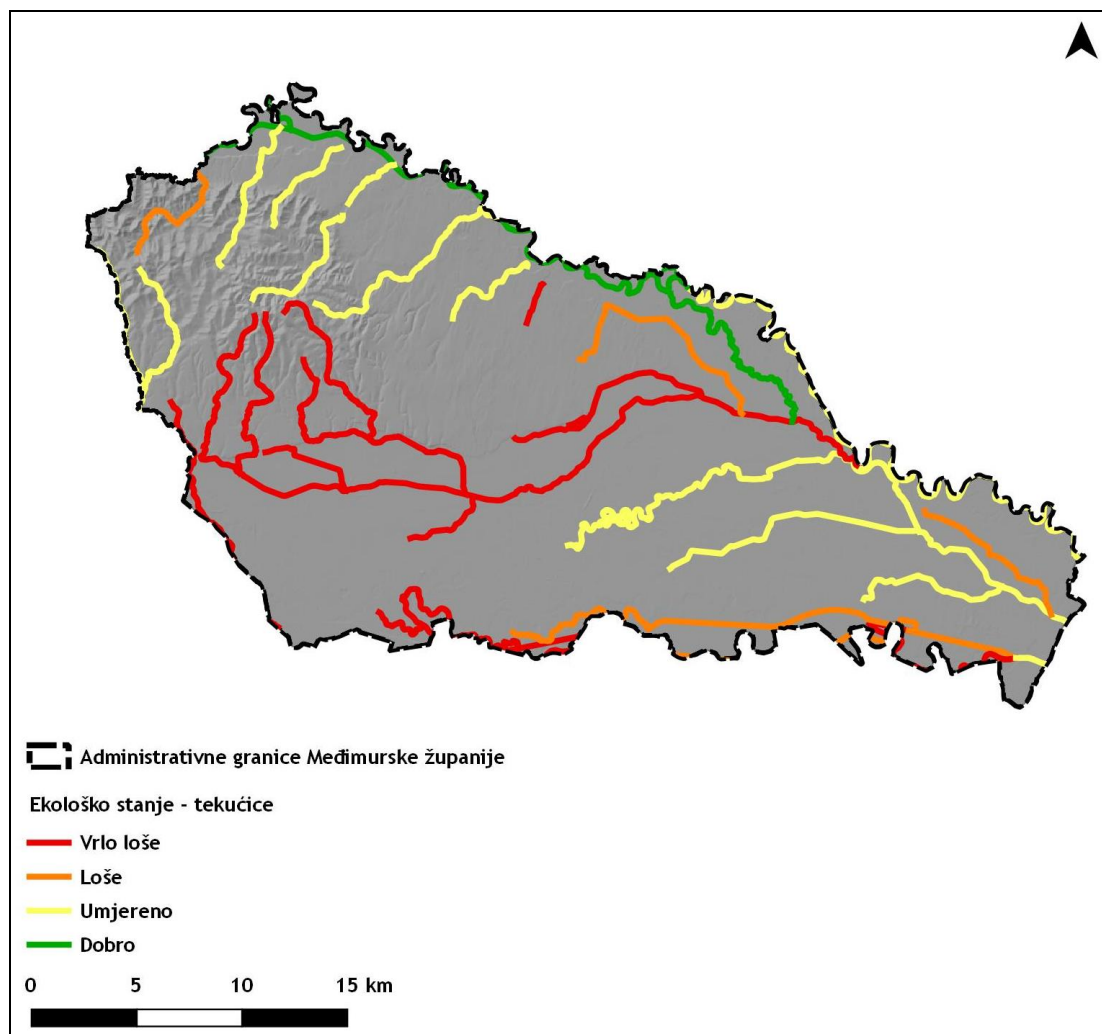 Administrativne granice Međimurske županije
Ekološko stanje - tekućice
Vrlo loše
Loše
Umjereno
Dobro
0 5 10 15 km